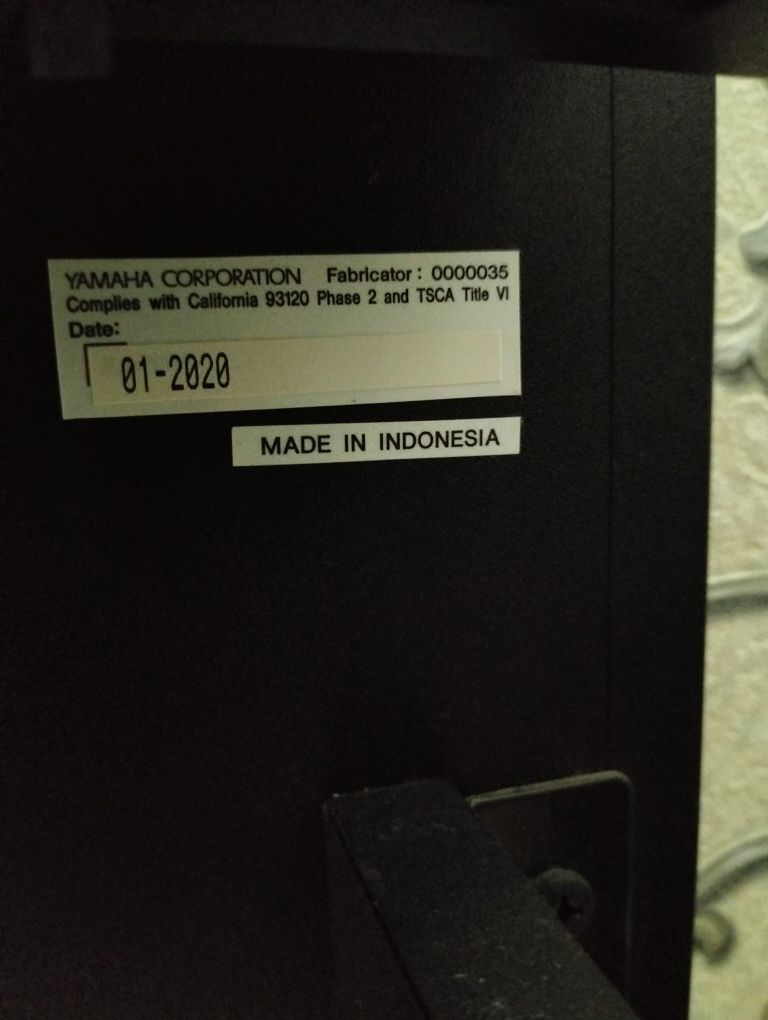 YAMAHA CORPORATION Fabricator : 0000035
Complies with California 93120 Phase 2 and TSCA Title VI
Date:
01-2020
MADE IN INDONESIA